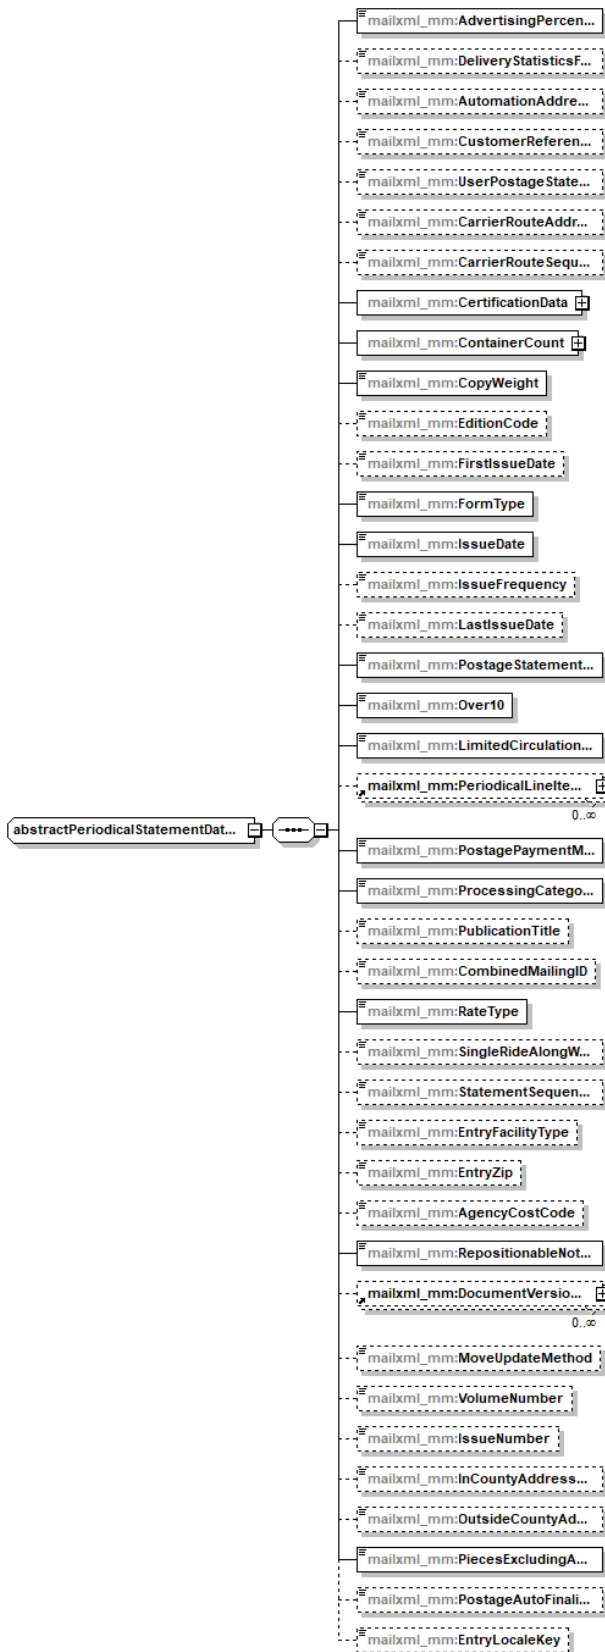 mailxml_mm:AdvertisingPercen...
mailxml_mm:DeliveryStatisticsF...
mailxml_mm:AutomationAddre...
mailxml_mm:CustomerReferen...
mailxml_mm:UserPostageState...
mailxml_mm:CarrierRouteAddr...
mailxml_mm:CarrierRouteSequ...
mailxml_mm:CertificationData
mailxml_mm:ContainerCount
mailxml_mm:CopyWeight
mailxml_mm:EditionCode
mailxml_mm:FirstIssueDate
mailxml_mm:FormType
mailxml_mm:IssueDate
mailxml_mm:IssueFrequency
mailxml_mm:LastIssueDate
mailxml_mm:PostageStatement...
mailxml_mm:Over10
mailxml_mm:LimitedCirculation...
mailxml_mm:PeriodicalLineIte...
0..∞
abstractPeriodicalStatementDat...
mailxml_mm:PostagePaymentM...
mailxml_mm:ProcessingCatego...
mailxml_mm:PublicationTitle
mailxml_mm:CombinedMailingID
mailxml_mm:RateType
mailxml_mm:SingleRideAlongW...
mailxml_mm:StatementSequen...
mailxml_mm:EntryFacilityType
mailxml_mm:EntryZip
mailxml_mm:AgencyCostCode
mailxml_mm:RepositionableNot...
mailxml_mm:DocumentVersio...
0..∞
mailxml_mm:MoveUpdateMethod
mailxml_mm:VolumeNumber
mailxml_mm:IssueNumber
mailxml_mm:InCountyAddress...
mailxml_mm:OutsideCountyAd...
mailxml_mm:PiecesExcludingA...
mailxml_mm:PostageAutoFinali...
mailxml_mm:EntryLocaleKey